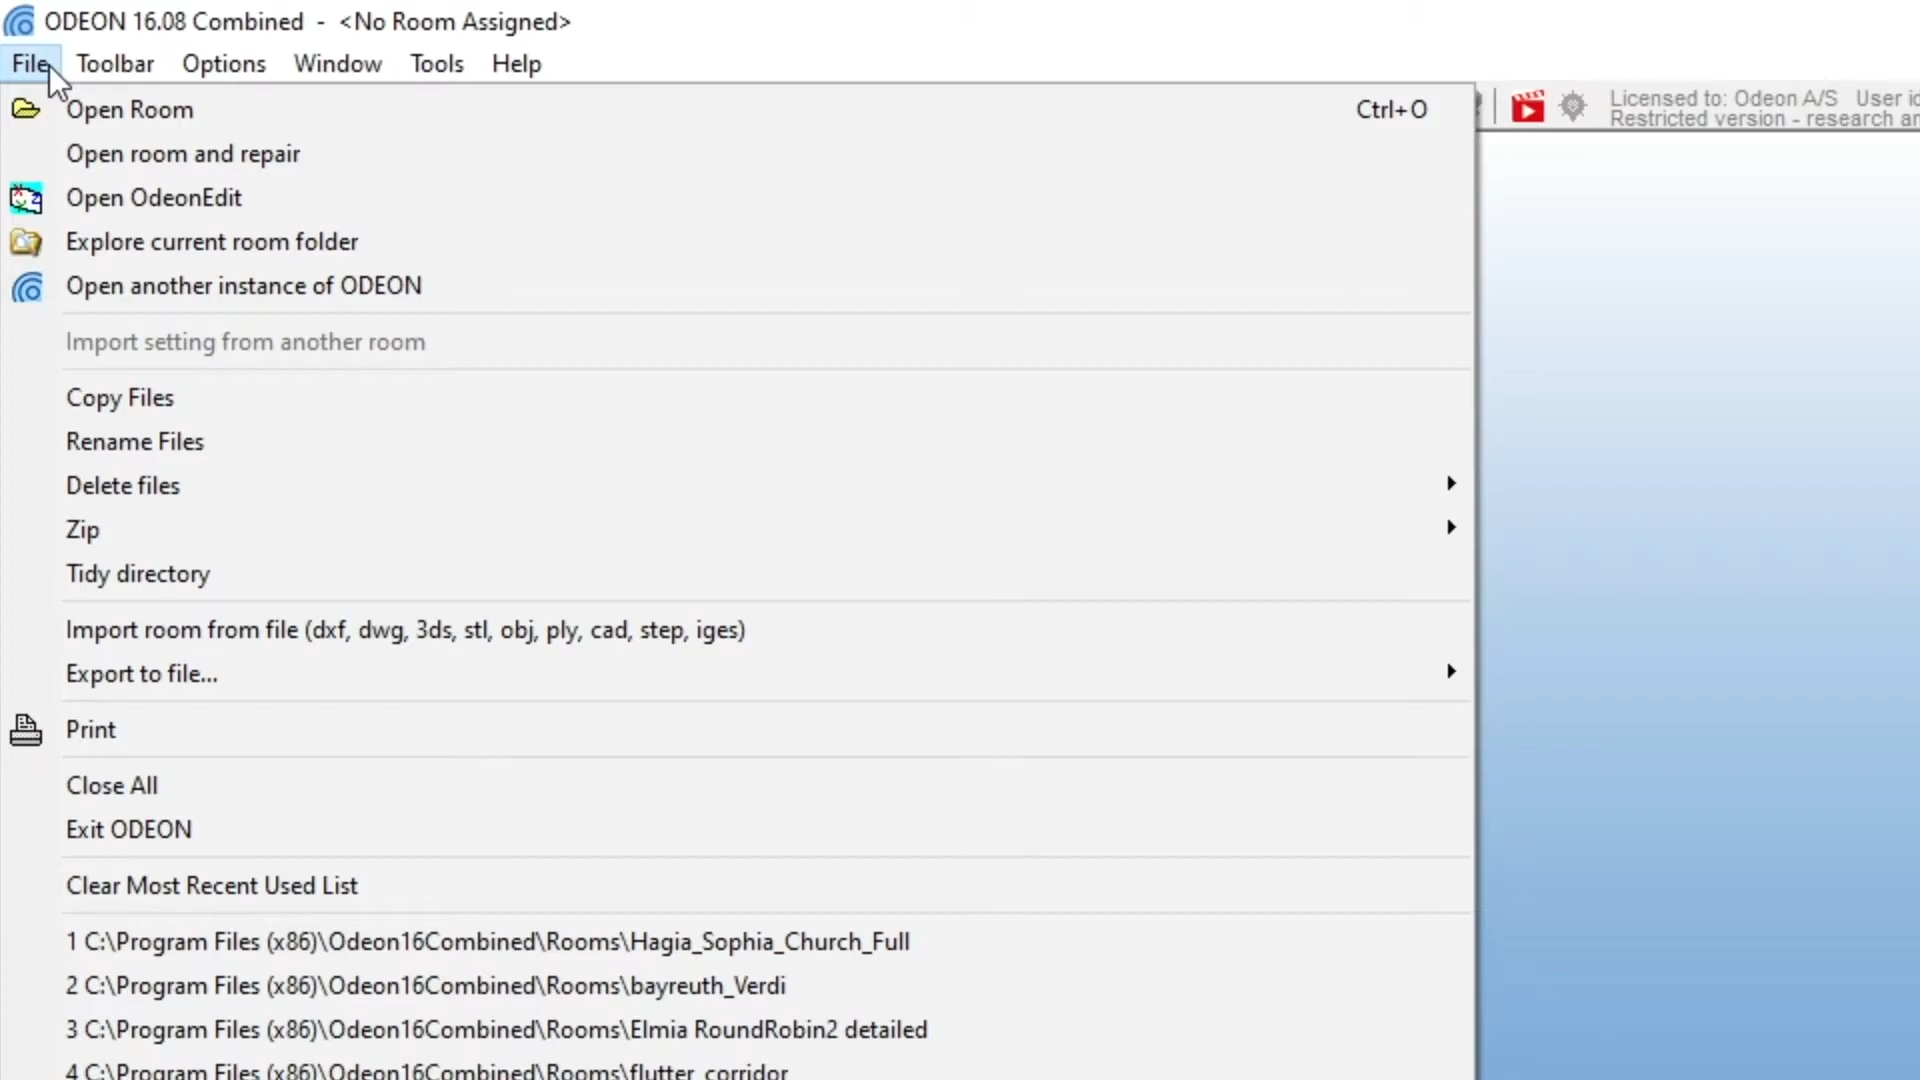 ODEON 16.08 Combined - <No Room Assigned>
File Toolbar Options Window Tools Help
Licensed to: Odeon A/S User i
Restricted version - research a
Open Room Ctrl+O
Open room and repair
Open OdeonEdit
Explore current room folder
Open another instance of ODEON
Import setting from another room
Copy Files
Rename Files
Delete files
Zip
Tidy directory
Import room from file (dxf, dwg, 3ds, stl, obj, ply, cad, step, iges)
Export to file...
Print
Close All
Exit ODEON
Clear Most Recent Used List
1 C:\Program Files (x86)\Odeon16Combined\Rooms\Hagia_Sophia_Church_Full
2 C:\Program Files (x86)\Odeon16Combined\Rooms\bayreuth_Verdi
3 C:\Program Files (x86)\Odeon16Combined\Rooms\Elmia RoundRobin2 detailed
4 C:\Program Files (x86)\Odeon16Combined\Rooms\flutter_corridor